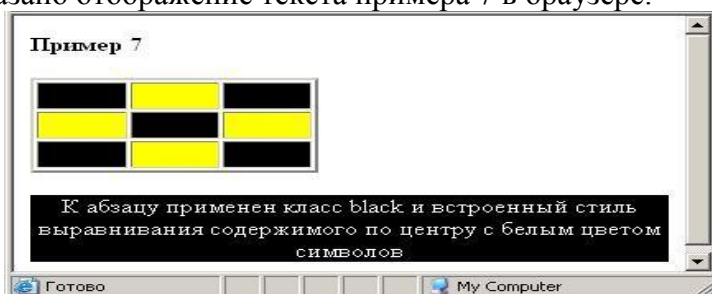 азано отображение текста примера 7 в браузере.
Пример 7
К абзацу применен класс black и встроенный стиль
выравнивания содержимого по центру с белым цветом
символов
Готово
My Computer